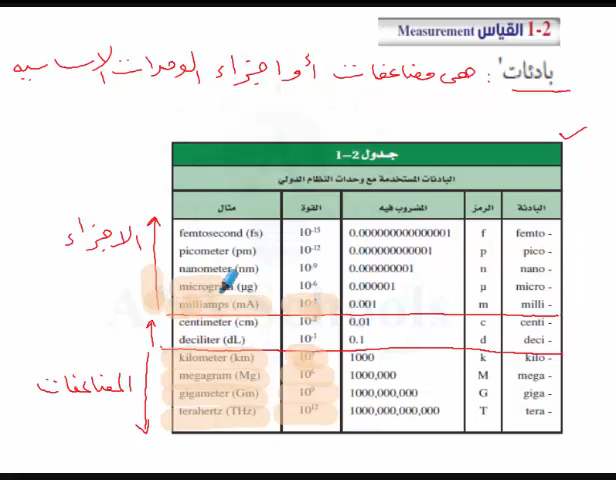 1-2 القياس Measurement
بادئات : هي مضاعفات أو اجزاء الوحدات الاساسيه
جدول 2-1
البادئات المستخدمة مع وحدات النظام الدولي
البادئة الرمز المضروب فيه القوة مثال
femto - f 0.000000000000001 10-15 femtosecond (fs)
pico - p 0.000000000001 10-12 picometer (pm)
nano - n 0.000000001 10-9 nanometer (nm)
micro - μ 0.000001 10-6 microgram (μg)
milli - m 0.001 10-3 milliamps (mA)
centi - c 0.01 10-2 centimeter (cm)
deci - d 0.1 10-1 deciliter (dL)
kilo - k 1000 103 kilometer (km)
mega - M 1000,000 106 megagram (Mg)
giga - G 1000,000,000 109 gigameter (Gm)
tera - T 1000,000,000,000 1012 terahertz (THz)
الاجزاء
المضاعفات